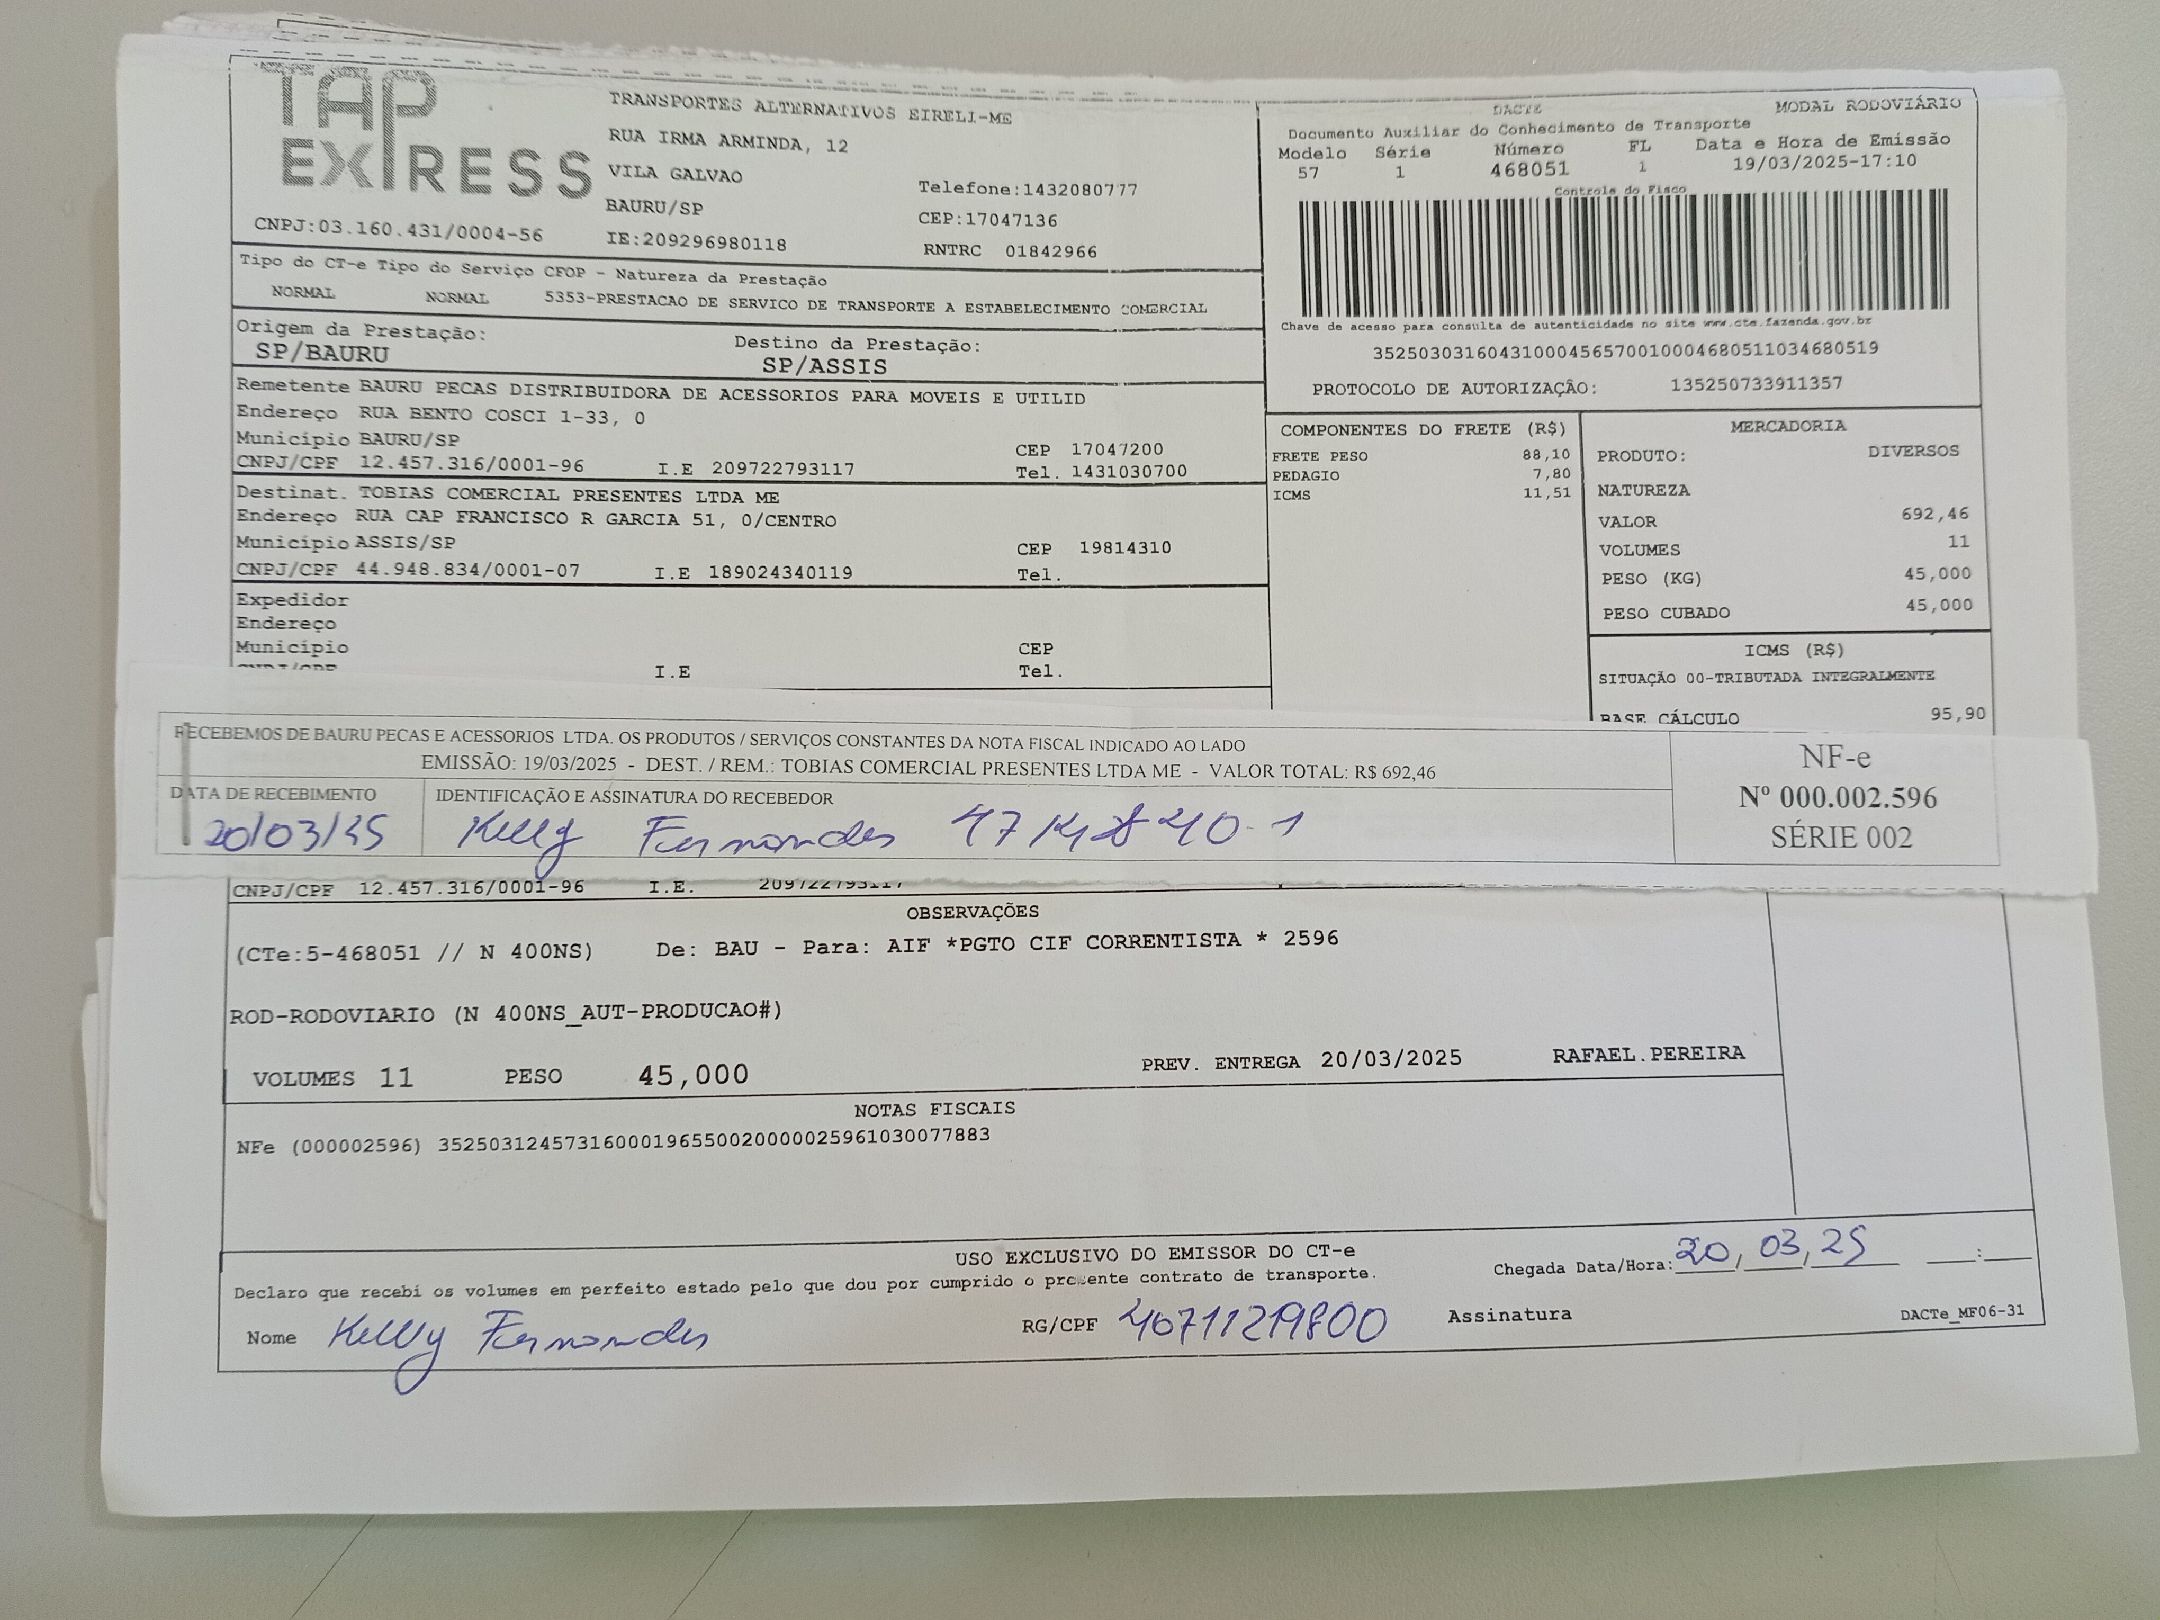 TAP EXPRESS
CNPJ:03.160.431/0004-56
TRANSPORTES ALTERNATIVOS EIRELI-ME
RUA IRMA ARMINDA, 12
VILA GALVAO
BAURU/SP
IE:209296980118
Telefone:1432080777
CEP:17047136
RNTRC 01842966
DACTE MODAL RODOVIÁRIO
Documento Auxiliar do Conhecimento de Transporte
Modelo Série Número FL Data e Hora de Emissão
57 1 468051 1 19/03/2025-17:10
Controle do Fisco
Chave de acesso para consulta de autenticidade no site www.cte.fazenda.gov.br
35250303160431000456570010004680511034680519
PROTOCOLO DE AUTORIZAÇÃO: 135250733911357
Tipo do CT-e Tipo do Serviço CFOP - Natureza da Prestação
NORMAL NORMAL 5353-PRESTACAO DE SERVICO DE TRANSPORTE A ESTABELECIMENTO COMERCIAL
Origem da Prestação: Destino da Prestação:
SP/BAURU SP/ASSIS
Remetente BAURU PECAS DISTRIBUIDORA DE ACESSORIOS PARA MOVEIS E UTILID
Endereço RUA BENTO COSCI 1-33, 0
Município BAURU/SP CEP 17047200
CNPJ/CPF 12.457.316/0001-96 I.E 209722793117 Tel. 1431030700
Destinat. TOBIAS COMERCIAL PRESENTES LTDA ME
Endereço RUA CAP FRANCISCO R GARCIA 51, 0/CENTRO
Município ASSIS/SP CEP 19814310
CNPJ/CPF 44.948.834/0001-07 I.E 189024340119 Tel.
Expedidor
Endereço
Município CEP
CNPJ/CPF I.E Tel.
COMPONENTES DO FRETE (R$)
FRETE PESO 88,10
PEDAGIO 7,80
ICMS 11,51
MERCADORIA
PRODUTO: DIVERSOS
NATUREZA
VALOR 692,46
VOLUMES 11
PESO (KG) 45,000
PESO CUBADO 45,000
ICMS (R$)
SITUAÇÃO 00-TRIBUTADA INTEGRALMENTE
BASE CÁLCULO 95,90
RECEBEMOS DE BAURU PECAS E ACESSORIOS LTDA. OS PRODUTOS / SERVIÇOS CONSTANTES DA NOTA FISCAL INDICADO AO LADO
EMISSÃO: 19/03/2025 - DEST. / REM.: TOBIAS COMERCIAL PRESENTES LTDA ME - VALOR TOTAL: R$ 692,46
DATA DE RECEBIMENTO IDENTIFICAÇÃO E ASSINATURA DO RECEBEDOR
20/03/25 Kelly Fernandes
NF-e
Nº 000.002.596
SÉRIE 002
CNPJ/CPF 12.457.316/0001-96 I.E. 209722793117
OBSERVAÇÕES
(CTe:5-468051 // N 400NS) De: BAU - Para: AIF *PGTO CIF CORRENTISTA * 2596
ROD-RODOVIARIO (N 400NS_AUT-PRODUCAO#)
VOLUMES 11 PESO 45,000 PREV. ENTREGA 20/03/2025 RAFAEL.PEREIRA
NOTAS FISCAIS
NFe (000002596) 35250312457316000196550020000025961030077883
USO EXCLUSIVO DO EMISSOR DO CT-e
Declaro que recebi os volumes em perfeito estado pelo que dou por cumprido o presente contrato de transporte.
Chegada Data/Hora: 20/03/25 :
Nome Kelly Fernandes RG/CPF 40711219800 Assinatura
DACTe_MF06-31